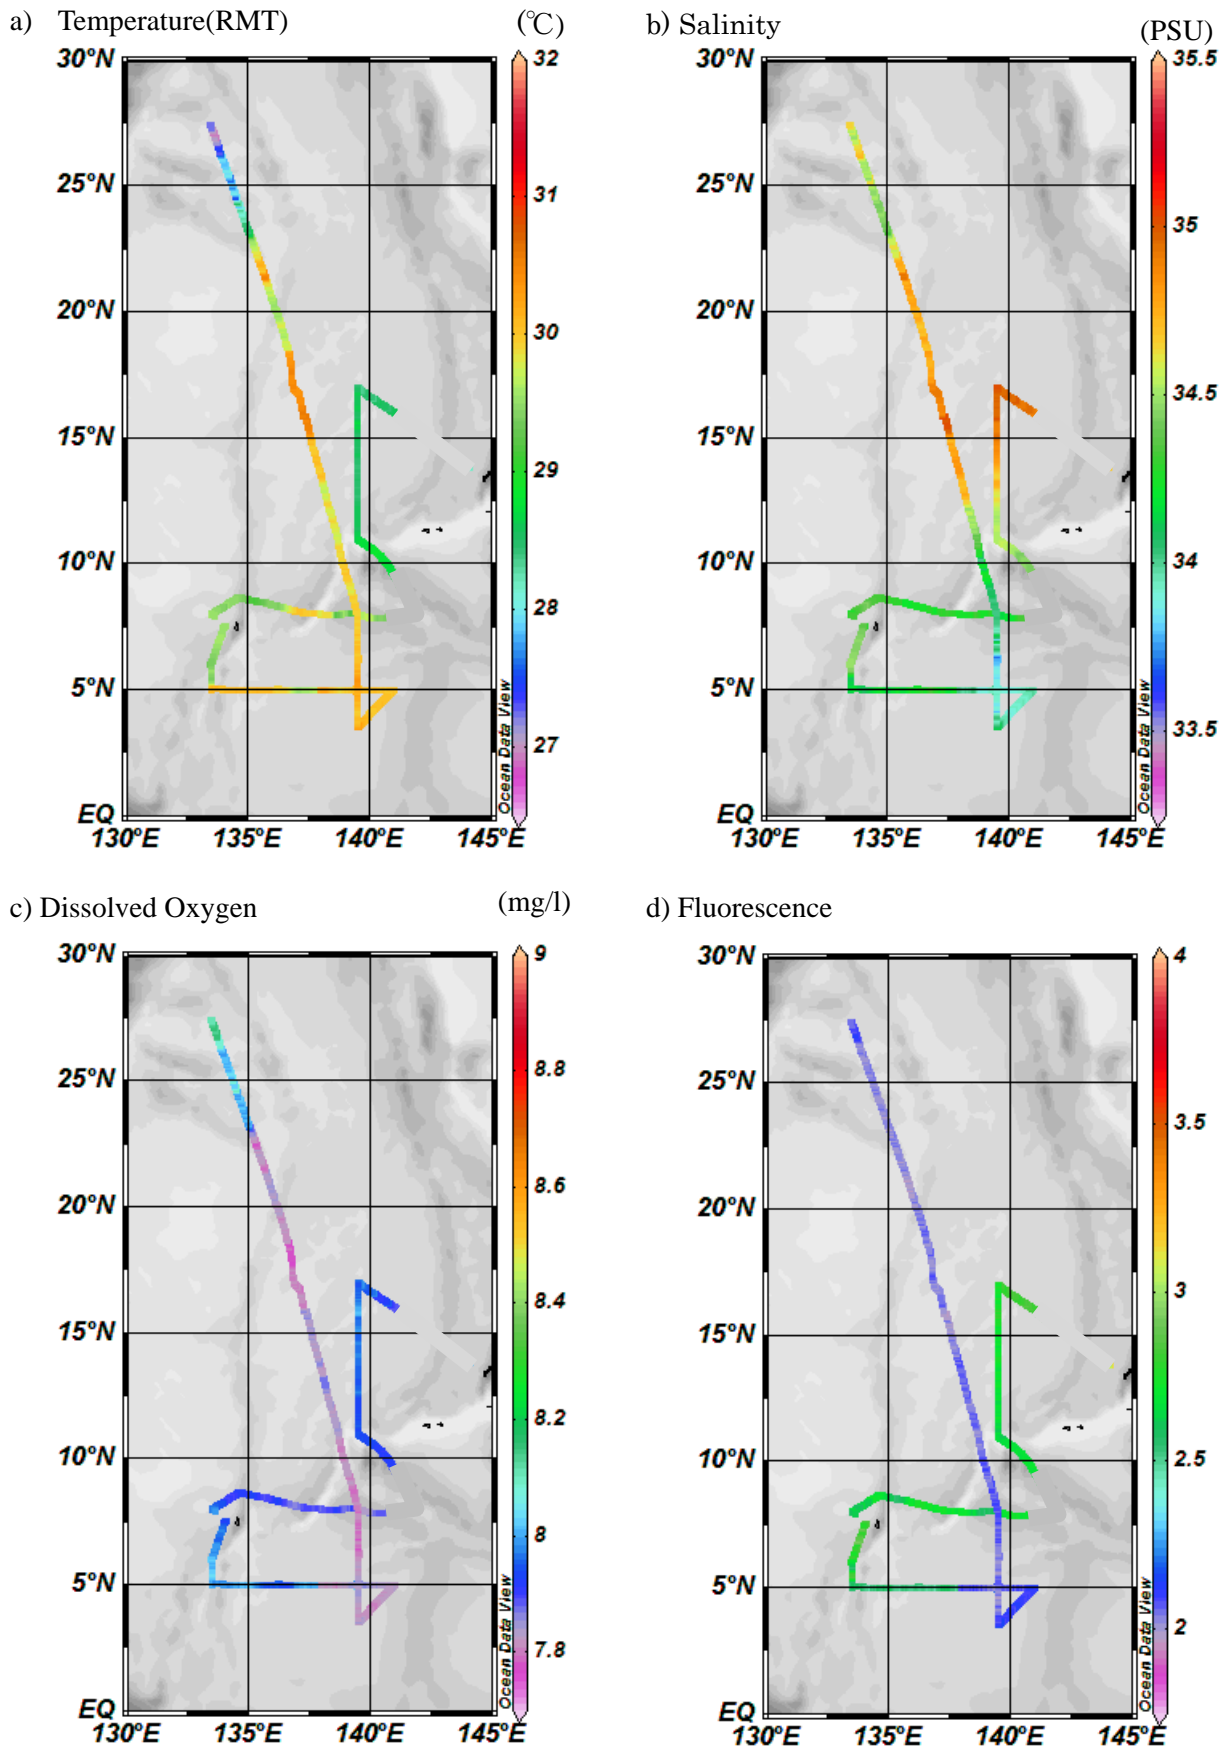 a) Temperature(RMT) (℃)
30°N
25°N
20°N
15°N
10°N
5°N
EQ
130°E 135°E 140°E 145°E
32
31
30
29
28
27
Ocean Data View
b) Salinity (PSU)
30°N
25°N
20°N
15°N
10°N
5°N
EQ
130°E 135°E 140°E 145°E
35.5
35
34.5
34
33.5
Ocean Data View
c) Dissolved Oxygen (mg/l)
30°N
25°N
20°N
15°N
10°N
5°N
EQ
130°E 135°E 140°E 145°E
9
8.8
8.6
8.4
8.2
8
7.8
Ocean Data View
d) Fluorescence
30°N
25°N
20°N
15°N
10°N
5°N
EQ
130°E 135°E 140°E 145°E
4
3.5
3
2.5
2
Ocean Data View